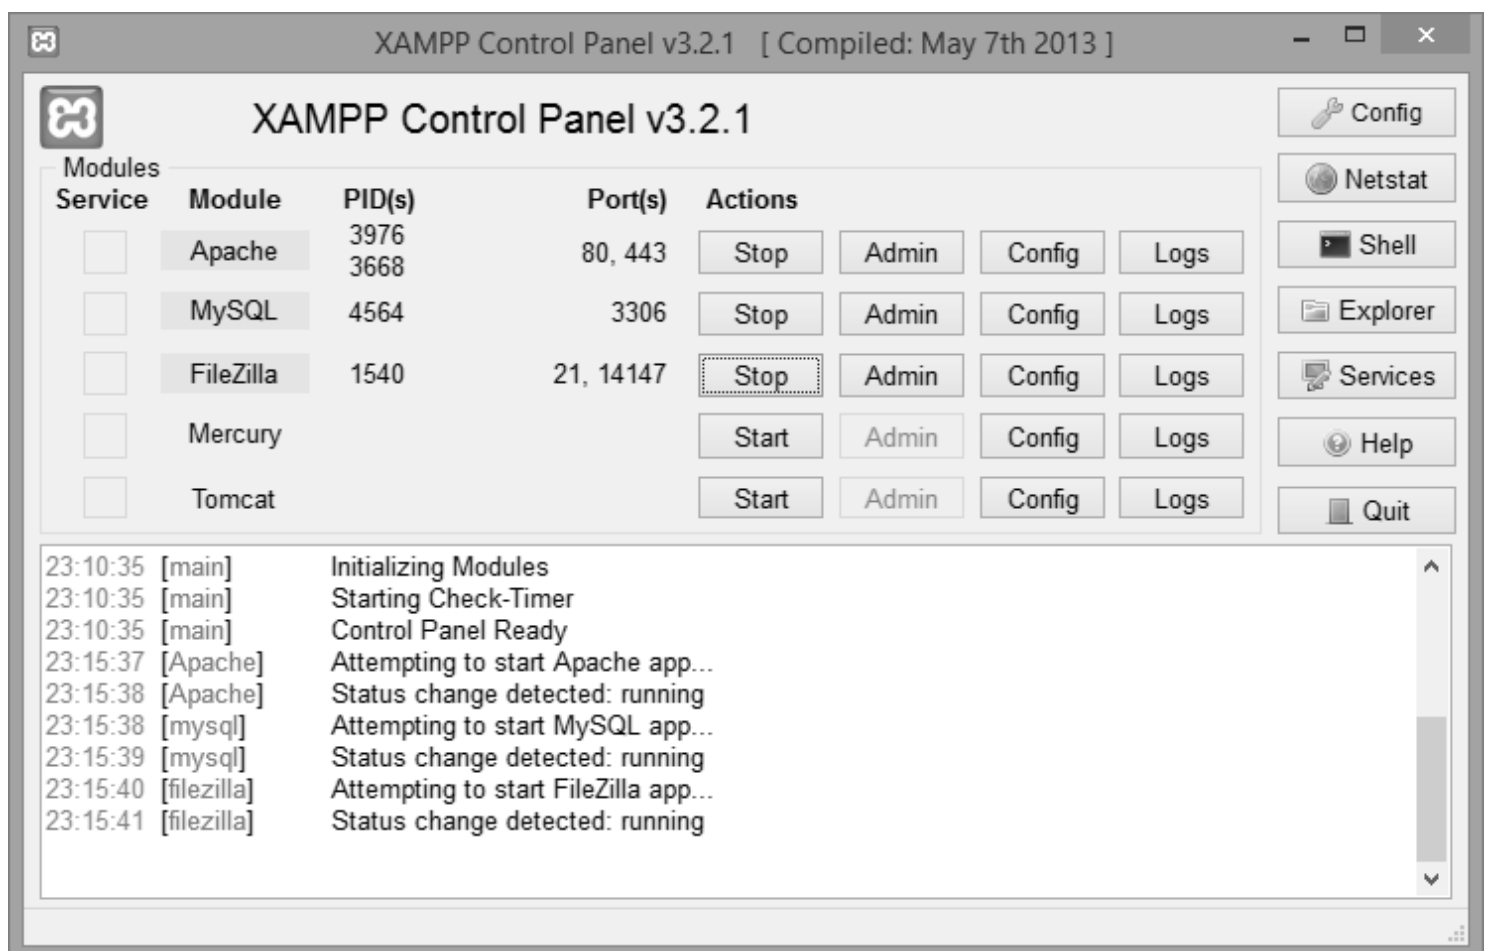 XAMPP Control Panel v3.2.1 [ Compiled: May 7th 2013 ]
XAMPP Control Panel v3.2.1
Config
Modules
Netstat
Service Module PID(s) Port(s) Actions
Apache 3976 3668 80, 443 Stop Admin Config Logs
Shell
MySQL 4564 3306 Stop Admin Config Logs
Explorer
FileZilla 1540 21, 14147 Stop Admin Config Logs
Services
Mercury Start Admin Config Logs
Help
Tomcat Start Admin Config Logs
Quit
23:10:35 [main] Initializing Modules
23:10:35 [main] Starting Check-Timer
23:10:35 [main] Control Panel Ready
23:15:37 [Apache] Attempting to start Apache app...
23:15:38 [Apache] Status change detected: running
23:15:38 [mysql] Attempting to start MySQL app...
23:15:39 [mysql] Status change detected: running
23:15:40 [filezilla] Attempting to start FileZilla app...
23:15:41 [filezilla] Status change detected: running